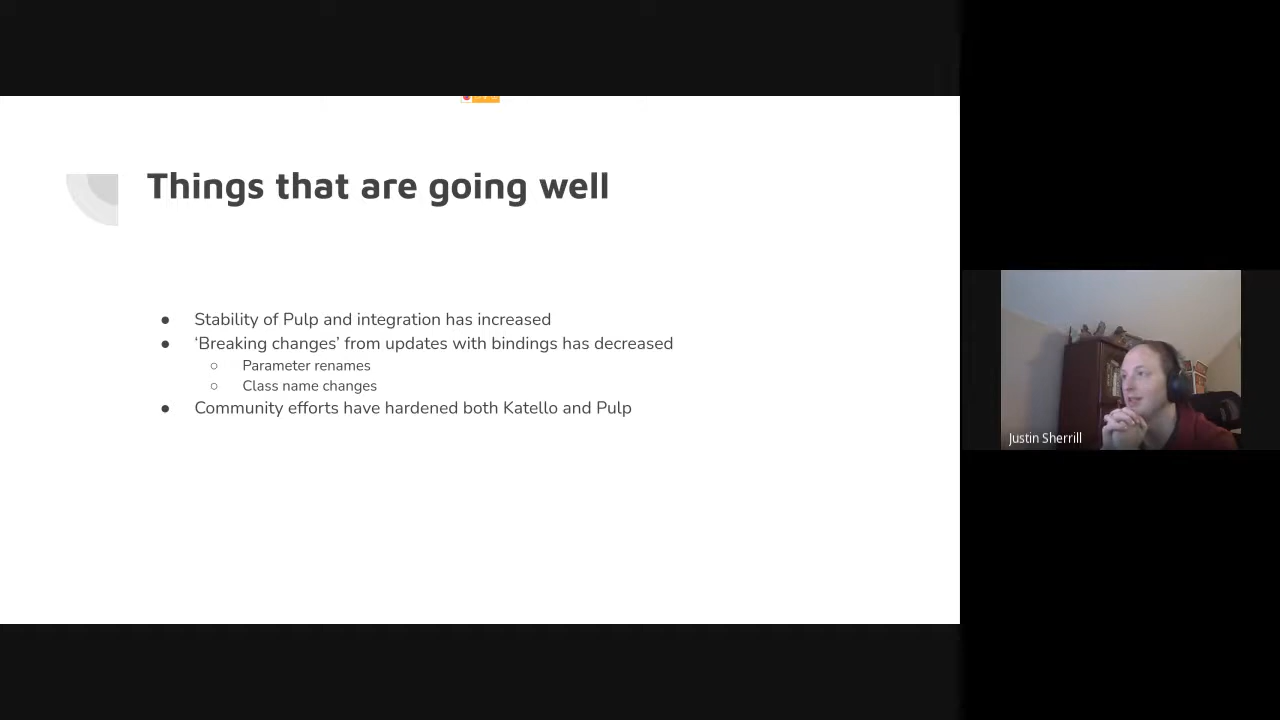 Things that are going well
● Stability of Pulp and integration has increased
● ‘Breaking changes’ from updates with bindings has decreased
○ Parameter renames
○ Class name changes
● Community efforts have hardened both Katello and Pulp
Justin Sherrill